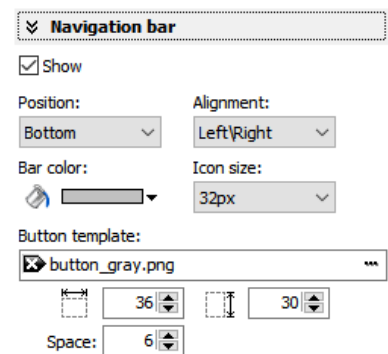 Navigation bar
Show
Position: Alignment:
Bottom Left\Right
Bar color: Icon size:
32px
Button template:
button_gray.png
36 30
Space: 6